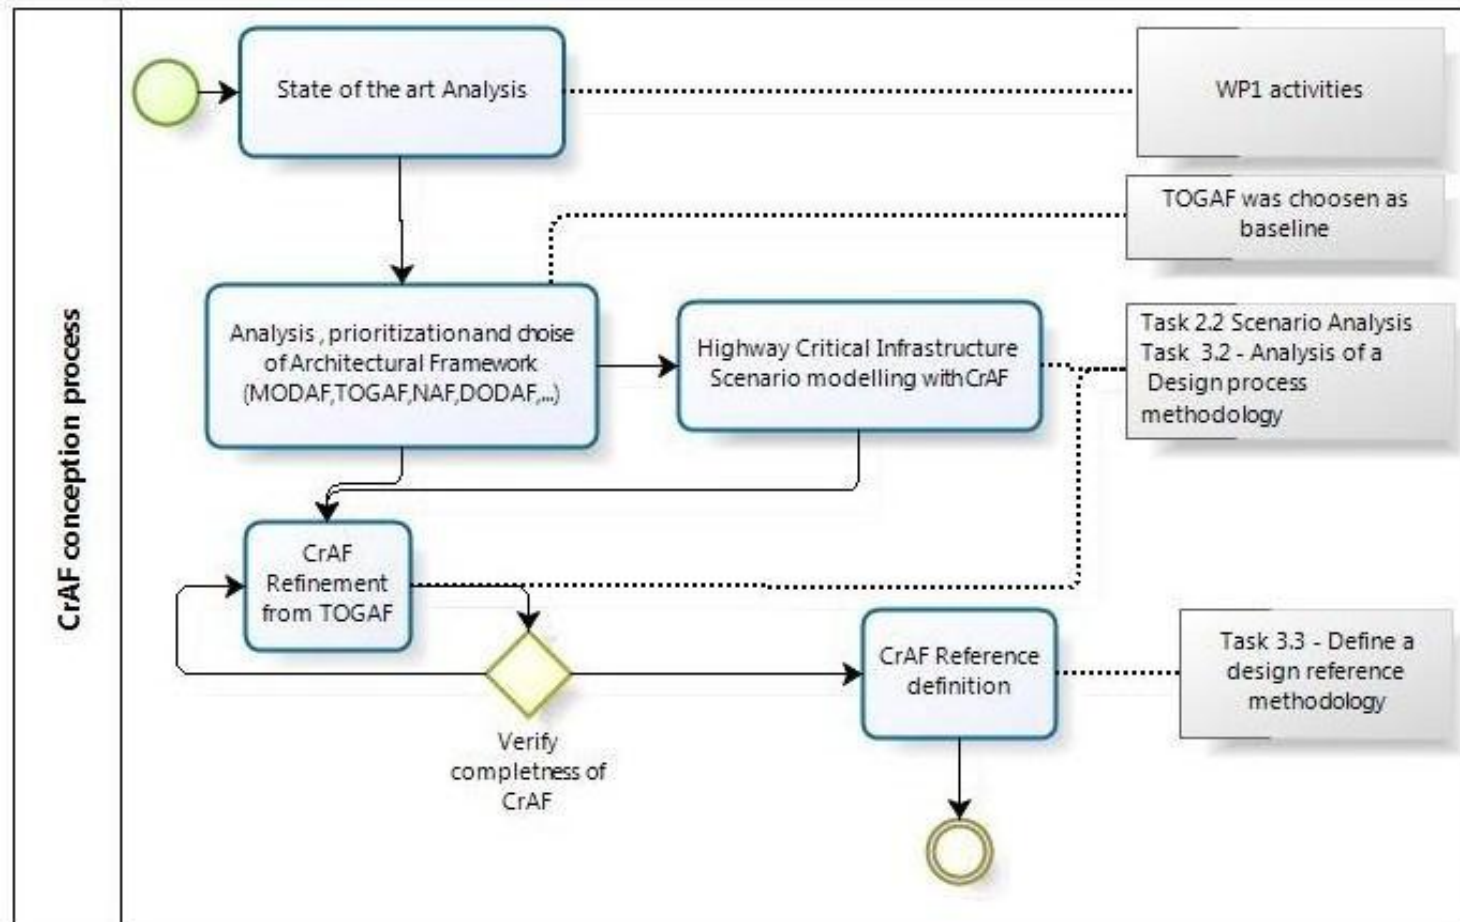 CrAF conception process
State of the art Analysis
WP1 activities
TOGAF was choosen as
baseline
Analysis , prioritization and choise
of Architectural Framework
(MODAF,TOGAF,NAF,DODAF,...)
Highway Critical Infrastructure
Scenario modelling with CrAF
Task 2.2 Scenario Analysis
Task 3.2 - Analysis of a
Design process
methodology
CrAF
Refinement
from TOGAF
Verify
completness of
CrAF
CrAF Reference
definition
Task 3.3 - Define a
design reference
methodology